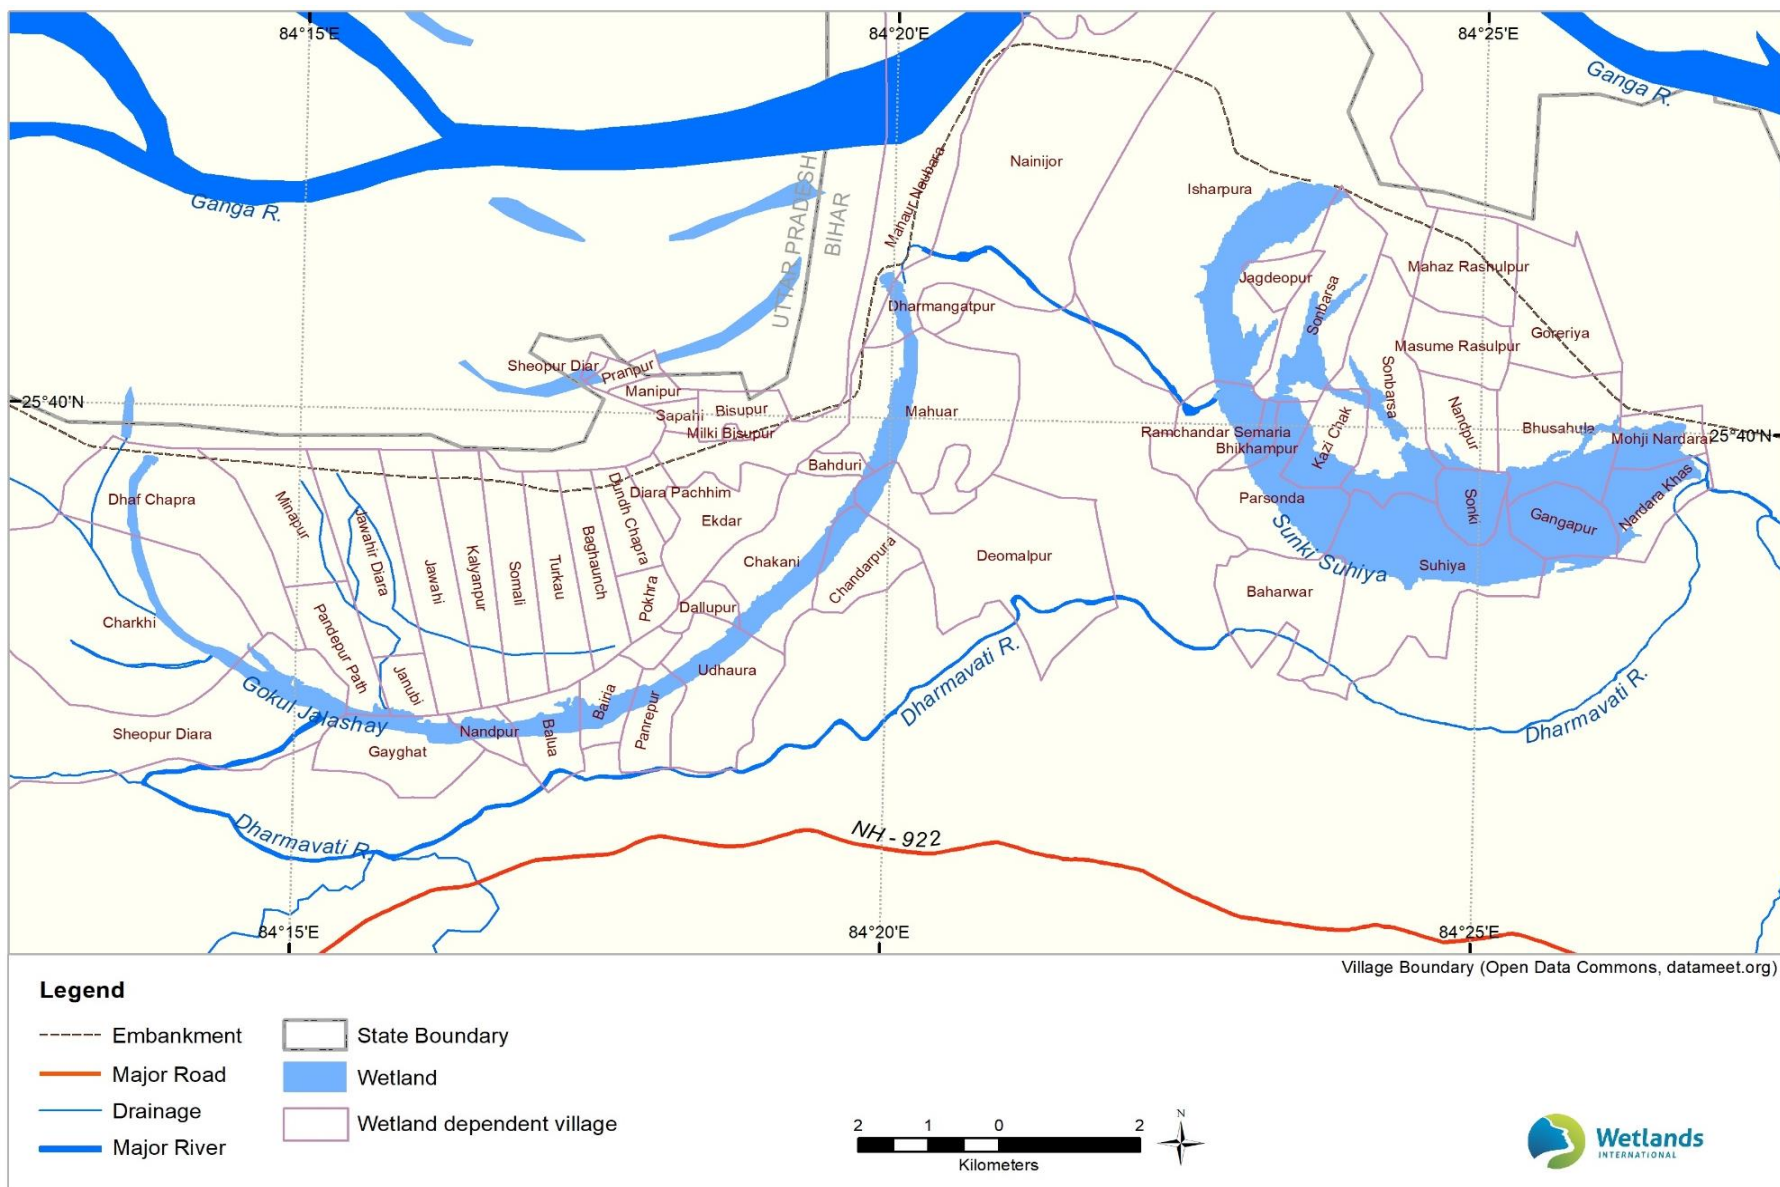 84°15'E
84°20'E
84°25'E
Ganga R.
Ganga R.
UTTAR PRADESH
BIHAR
Mahaur Naubara
Nainijor
Isharpura
Jagdeopur
Sonbarsa
Mahaz Rashulpur
Goreriya
Masume Rasulpur
Dharmangatpur
Sheopur Diar
Pranpur
Manipur
Sapahi
Bisupur
Milki Bisupur
25°40'N
Mahuar
Sonbarsa
Nandpur
Bhusahula
Mohji Nardarar
25°40'N
Ramchandar Semaria
Bhikhampur
Kazi Chak
Bahduri
Dhaf Chapra
Minapur
Jawahir Diara
Jawahi
Kalyanpur
Somali
Turkau
Baghaunch
Dundh Chapra
Diara Pachhim
Ekdar
Chakani
Parsonda
Sonki
Gangapur
Nardara Khas
Sunki Suhiya
Suhiya
Deomalpur
Chandarpura
Baharwar
Pokhra
Dallupur
Charkhi
Pandepur Path
Janubi
Udhaura
Gokul Jalashay
Sheopur Diara
Gayghat
Nandpur
Balua
Bairia
Panrepur
Dharmavati R.
Dharmavati R.
Dharmavati R.
NH - 922
84°15'E
84°20'E
84°25'E
Village Boundary (Open Data Commons, datameet.org)
Legend
Embankment
Major Road
Drainage
Major River
State Boundary
Wetland
Wetland dependent village
2 1 0 2
Kilometers
N
Wetlands
INTERNATIONAL